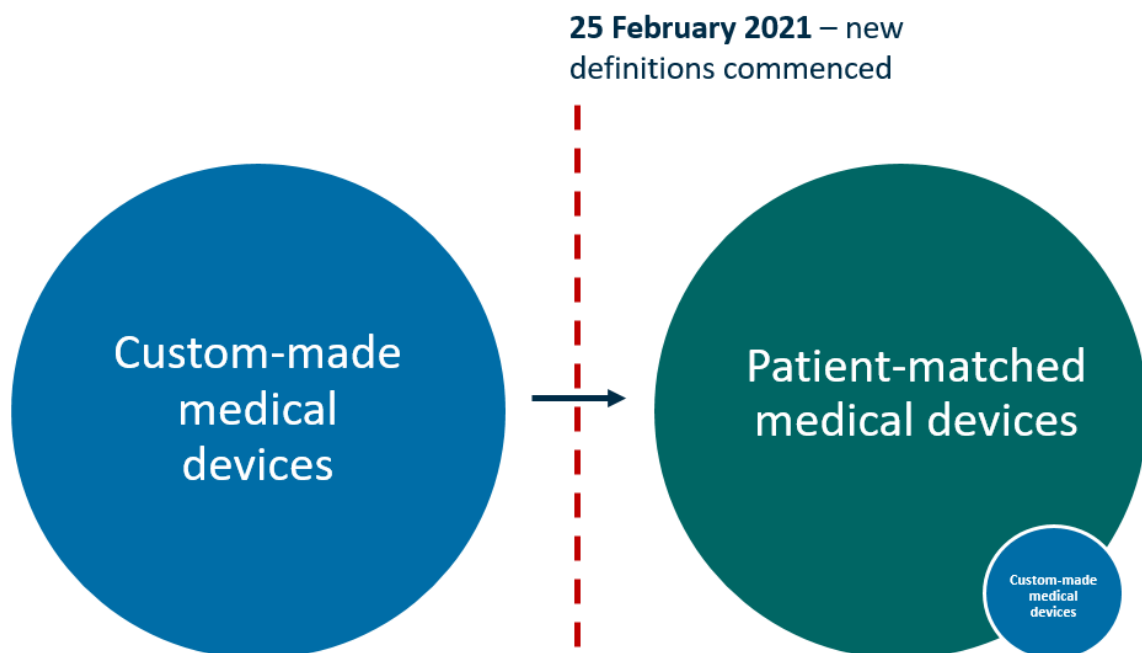 25 February 2021 – new
definitions commenced
Custom-made
medical
devices
Patient-matched
medical devices
Custom-made
medical
devices